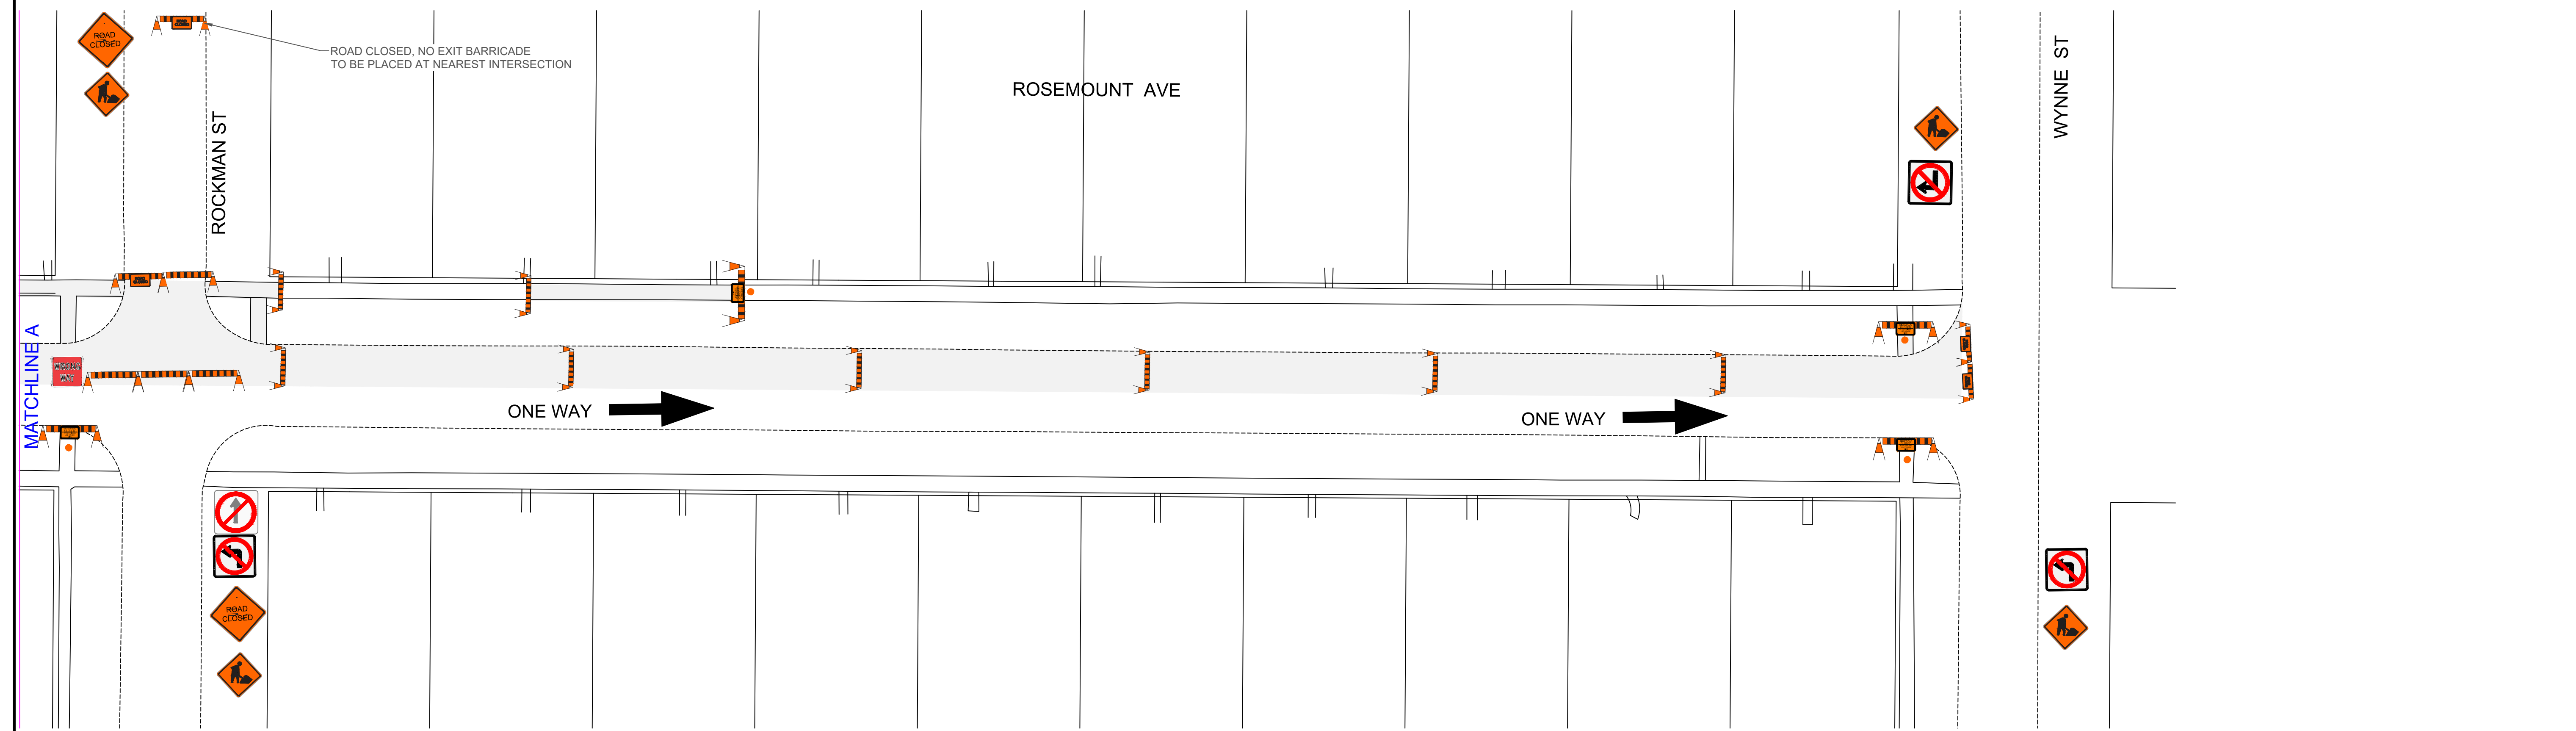 ROAD
CLOSED
ROAD CLOSED, NO EXIT BARRICADE
TO BE PLACED AT NEAREST INTERSECTION
ROSEMOUNT AVE
WYNNE ST
ROCKMAN ST
MATCHLINE A
ONE WAY
ONE WAY
ROAD
CLOSED